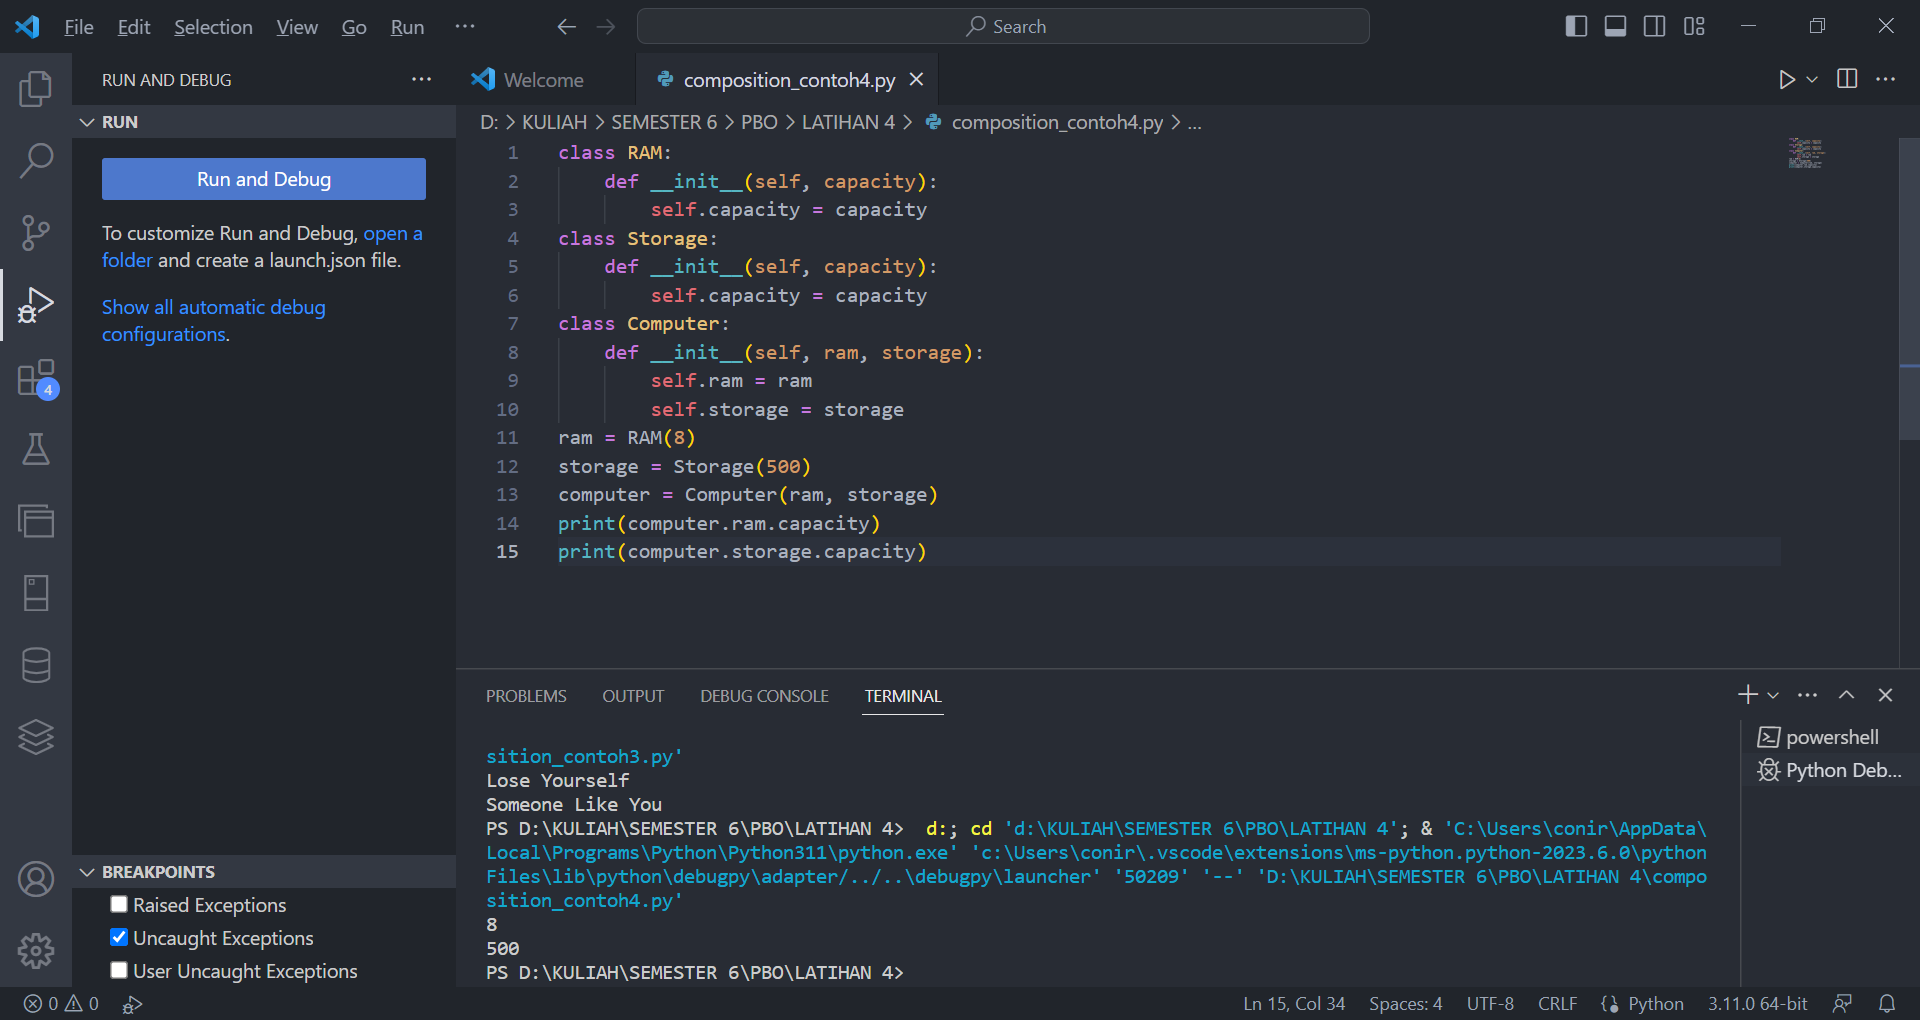 File Edit Selection View Go Run ··· Search
RUN AND DEBUG ···
Welcome composition_contoh4.py
RUN
D: > KULIAH > SEMESTER 6 > PBO > LATIHAN 4 > composition_contoh4.py > ...
Run and Debug
To customize Run and Debug, open a
folder and create a launch.json file.
Show all automatic debug
configurations.
4
1 class RAM:
2     def __init__(self, capacity):
3         self.capacity = capacity
4 class Storage:
5     def __init__(self, capacity):
6         self.capacity = capacity
7 class Computer:
8     def __init__(self, ram, storage):
9         self.ram = ram
10         self.storage = storage
11 ram = RAM(8)
12 storage = Storage(500)
13 computer = Computer(ram, storage)
14 print(computer.ram.capacity)
15 print(computer.storage.capacity)
PROBLEMS OUTPUT DEBUG CONSOLE TERMINAL
sition_contoh3.py'
Lose Yourself
Someone Like You
PS D:\KULIAH\SEMESTER 6\PBO\LATIHAN 4>  d:; cd 'd:\KULIAH\SEMESTER 6\PBO\LATIHAN 4'; & 'C:\Users\conir\AppData\
Local\Programs\Python\Python311\python.exe' 'c:\Users\conir\.vscode\extensions\ms-python.python-2023.6.0\python
Files\lib\python\debugpy\adapter/../..\debugpy\launcher' '50209' '--' 'D:\KULIAH\SEMESTER 6\PBO\LATIHAN 4\compo
sition_contoh4.py'
8
500
PS D:\KULIAH\SEMESTER 6\PBO\LATIHAN 4>
powershell
Python Deb...
BREAKPOINTS
Raised Exceptions
Uncaught Exceptions
User Uncaught Exceptions
0 0 Ln 15, Col 34 Spaces: 4 UTF-8 CRLF Python 3.11.0 64-bit